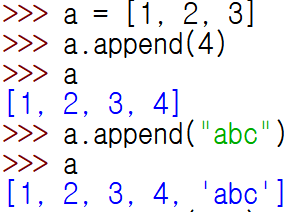 >>> a = [1, 2, 3]
>>> a.append(4)
>>> a
[1, 2, 3, 4]
>>> a.append("abc")
>>> a
[1, 2, 3, 4, 'abc']